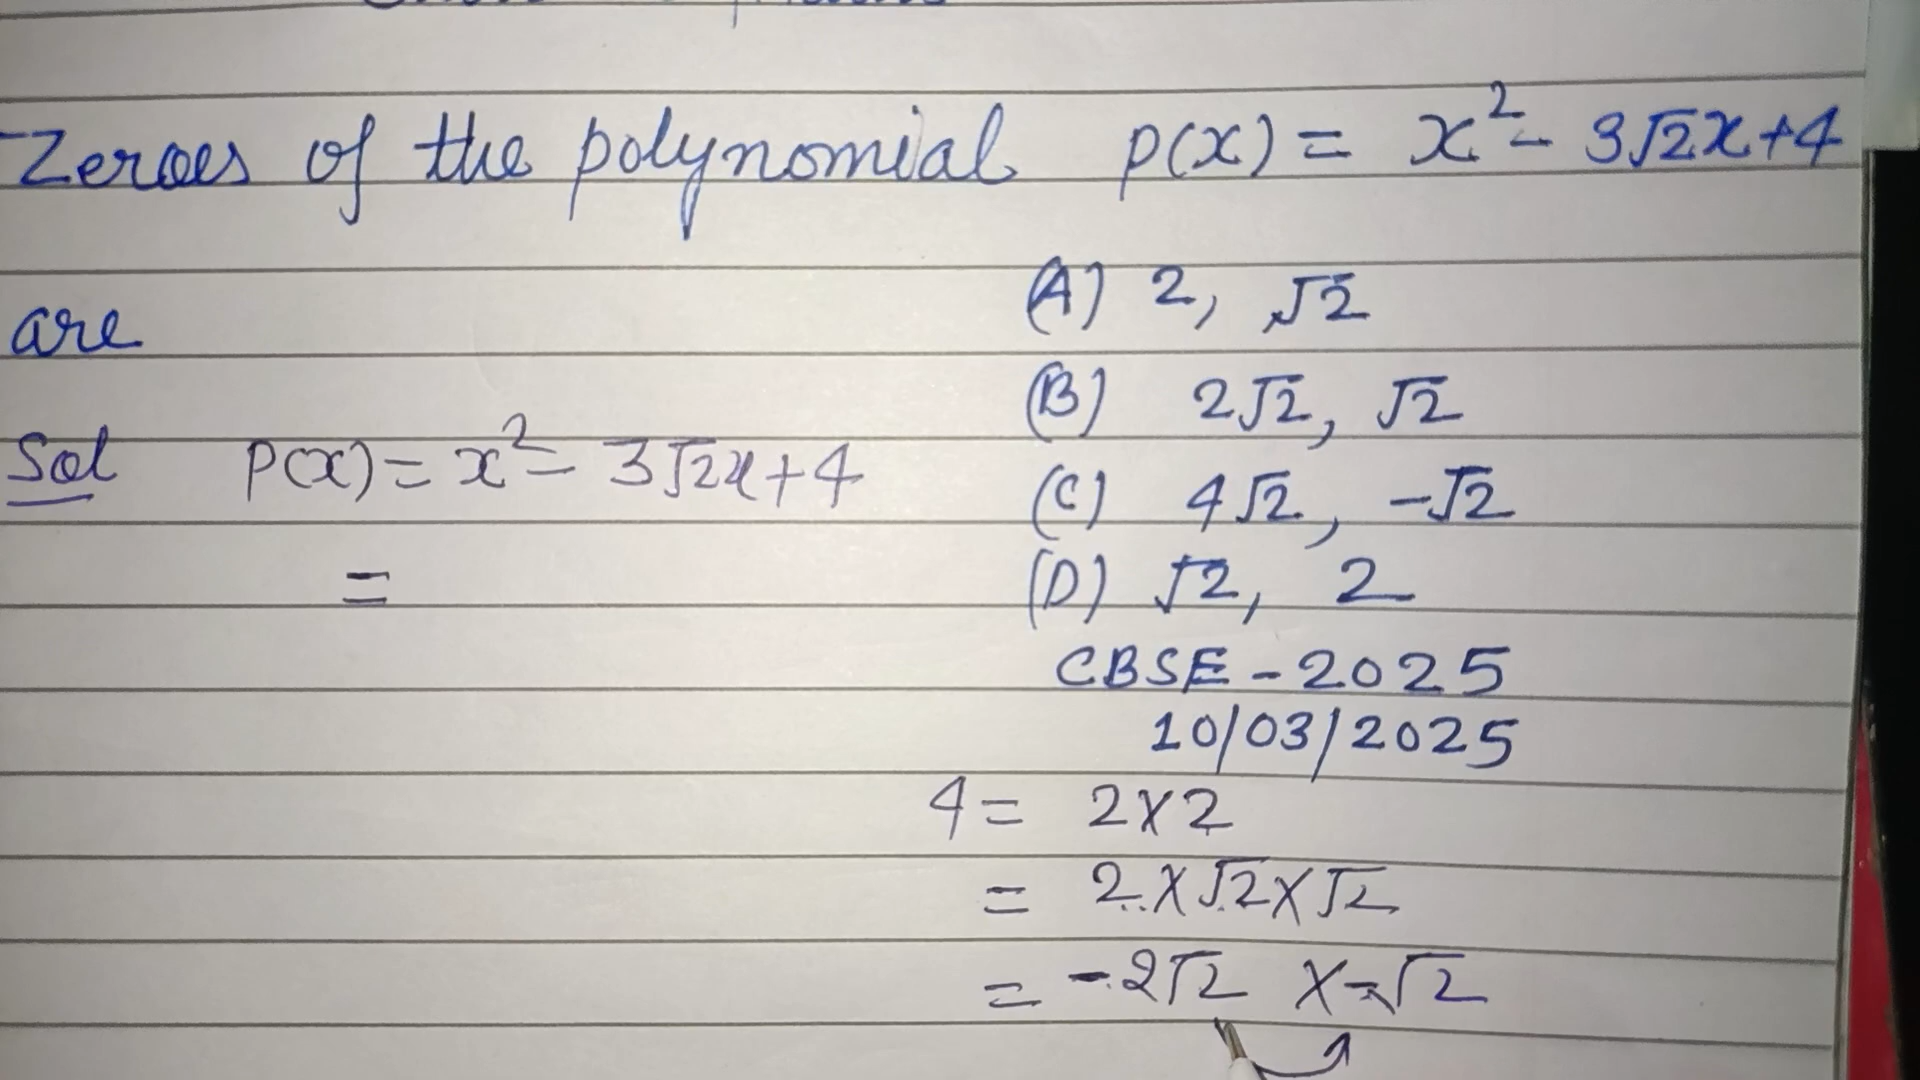 Zeroes of the polynomial p(x) = x² - 3√2x+4
are
(A) 2, √2
(B) 2√2, √2
(C) 4√2, -√2
(D) √2, 2
CBSE - 2025
10/03/2025
Sol P(x) = x² - 3√2x+4
=
4 = 2×2
= 2×√2×√2
= -2√2 ×-√2